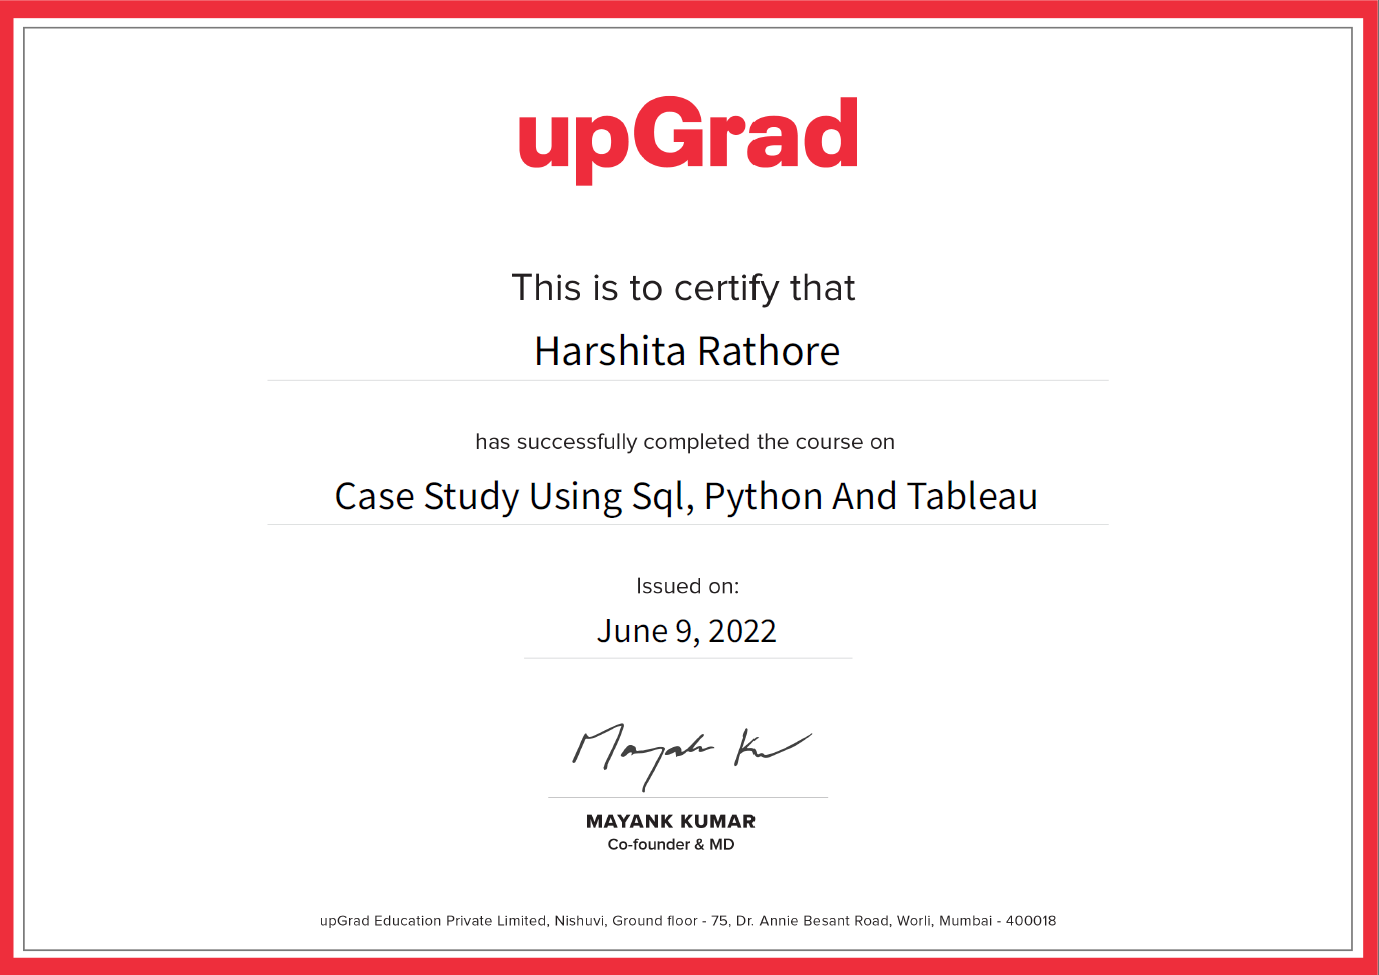 upGrad
This is to certify that
Harshita Rathore
has successfully completed the course on
Case Study Using Sql, Python And Tableau
Issued on:
June 9, 2022
MAYANK KUMAR
Co-founder & MD
upGrad Education Private Limited, Nishuvi, Ground floor - 75, Dr. Annie Besant Road, Worli, Mumbai - 400018